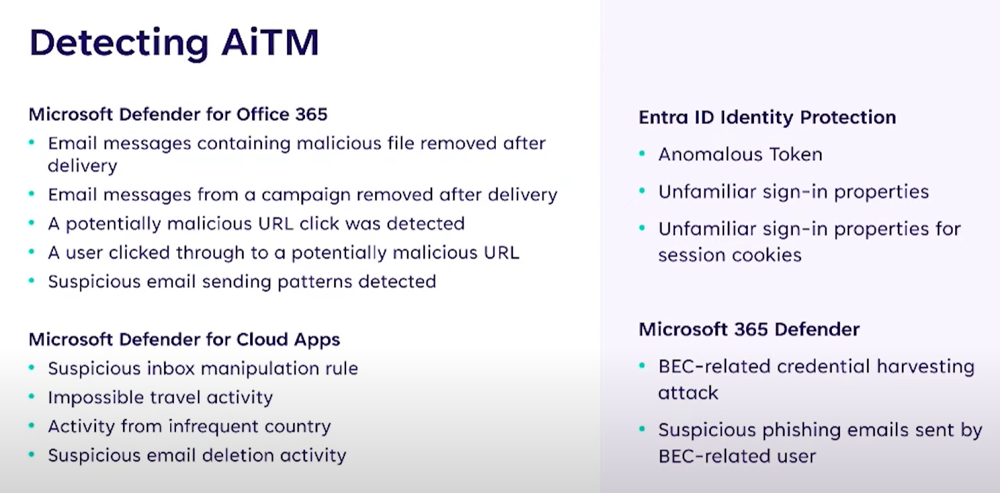 Detecting AiTM
Microsoft Defender for Office 365
• Email messages containing malicious file removed after
delivery
• Email messages from a campaign removed after delivery
• A potentially malicious URL click was detected
• A user clicked through to a potentially malicious URL
• Suspicious email sending patterns detected
Microsoft Defender for Cloud Apps
• Suspicious inbox manipulation rule
• Impossible travel activity
• Activity from infrequent country
• Suspicious email deletion activity
Entra ID Identity Protection
• Anomalous Token
• Unfamiliar sign-in properties
• Unfamiliar sign-in properties for
session cookies
Microsoft 365 Defender
• BEC-related credential harvesting
attack
• Suspicious phishing emails sent by
BEC-related user